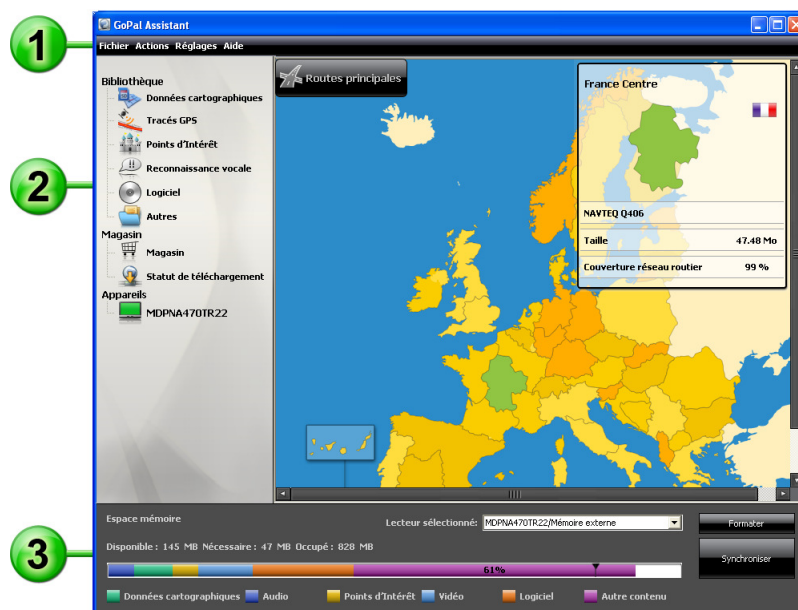 GoPal Assistant
1
Fichier Actions Réglages Aide
2
Bibliothèque
Données cartographiques
Tracés GPS
Points d'Intérêt
Reconnaissance vocale
Logiciel
Autres
Magasin
Magasin
Statut de téléchargement
Appareils
MDPNA470TR22
Routes principales
France Centre
NAVTEQ Q406
Taille 47.48 Mo
Couverture réseau routier 99 %
3
Espace mémoire
Lecteur sélectionné: MDPNA470TR22/Mémoire externe
Formater
Disponible : 145 MB Nécessaire : 47 MB Occupé : 828 MB
Synchroniser
61%
Données cartographiques Audio Points d'Intérêt Vidéo Logiciel Autre contenu